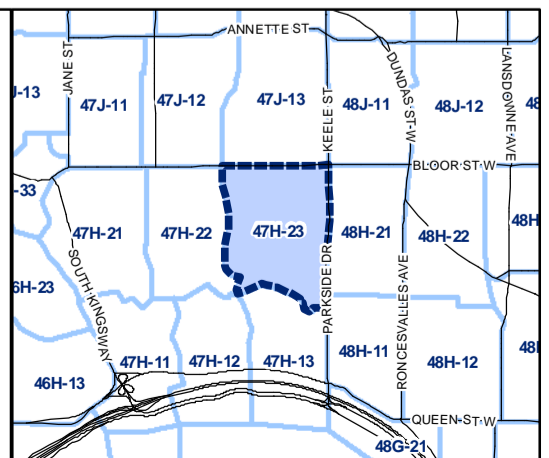 ANNETTE ST
JANE ST
KEELE ST
DUNDAS ST W
LANSDOWNE AVE
J-13
47J-11
47J-12
47J-13
48J-11
48J-12
48
BLOOR ST W
-33
47H-21
47H-22
47H-23
48H-21
48H-22
48H
6H-23
SOUTH KINGSWAY
PARKSIDE DR
RONCESVALLES AVE
46H-13
47H-11
47H-12
47H-13
48H-11
48H-12
48
QUEEN ST W
48G-21